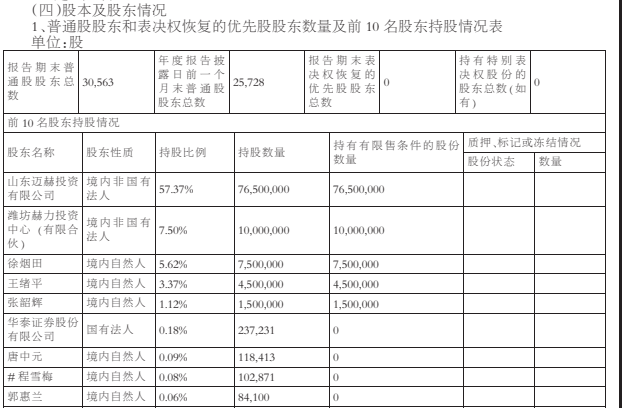 (四)股本及股东情况
1、普通股股东和表决权恢复的优先股股东数量及前 10 名股东持股情况表
单位:股
报告期末普通股股东总数 30,563 年度报告披露日前一个月末普通股股东总数 25,728 报告期末表决权恢复的优先股股东总数 0 持有特别表决权股份的股东总数(如有) 0
前 10 名股东持股情况
股东名称 股东性质 持股比例 持股数量 持有有限售条件的股份数量 质押、标记或冻结情况
股份状态 数量
山东迈赫投资有限公司 境内非国有法人 57.37% 76,500,000 76,500,000
潍坊赫力投资中心(有限合伙) 境内非国有法人 7.50% 10,000,000 10,000,000
徐烟田 境内自然人 5.62% 7,500,000 7,500,000
王绪平 境内自然人 3.37% 4,500,000 4,500,000
张韶辉 境内自然人 1.12% 1,500,000 1,500,000
华泰证券股份有限公司 国有法人 0.18% 237,231 0
唐中元 境内自然人 0.09% 118,413 0
#程雪梅 境内自然人 0.08% 102,871 0
郭惠兰 境内自然人 0.06% 84,100 0